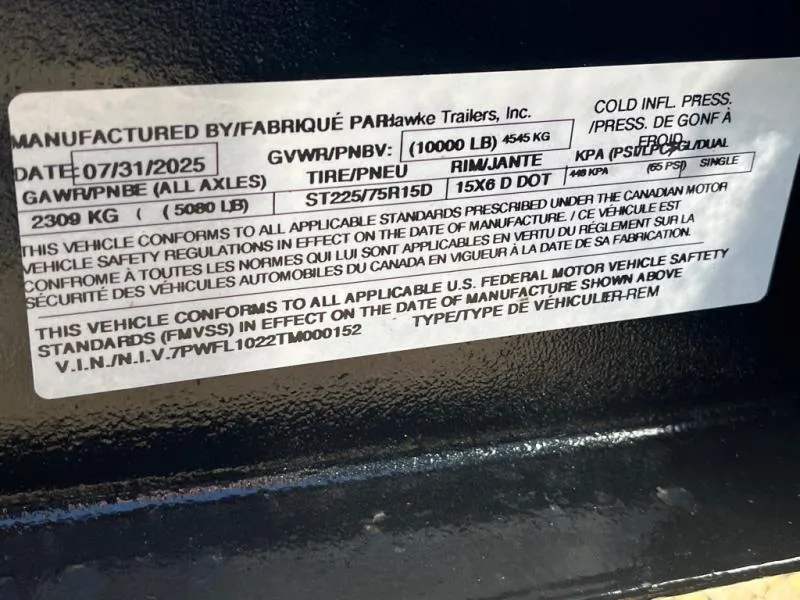 MANUFACTURED BY/FABRIQUÉ PAR: Hawke Trailers, Inc.
COLD INFL. PRESS.
/PRESS. DE GONF À
FROID
DATE: 07/31/2025
GVWR/PNBV: (10000 LB) 4545 KG
KPA (PSI/LPC) SGL/DUAL
GAWR/PNBE (ALL AXLES) TIRE/PNEU RIM/JANTE
2309 KG ( ( 5080 LB) ST225/75R15D 15X6 D DOT 448 KPA (65 PSI) SINGLE
THIS VEHICLE CONFORMS TO ALL APPLICABLE STANDARDS PRESCRIBED UNDER THE CANADIAN MOTOR
VEHICLE SAFETY REGULATIONS IN EFFECT ON THE DATE OF MANUFACTURE. / CE VÉHICULE EST
CONFROME À TOUTES LES NORMES QUI LUI SONT APPLICABLES EN VERTU DU RÉGLEMENT SUR LA
SÉCURITÉ DES VÉHICULES AUTOMOBILES DU CANADA EN VIGUEUR À LA DATE DE SA FABRICATION.
THIS VEHICLE CONFORMS TO ALL APPLICABLE U.S. FEDERAL MOTOR VEHICLE SAFETY
STANDARDS (FMVSS) IN EFFECT ON THE DATE OF MANUFACTURE SHOWN ABOVE
V.I.N./N.I.V.7PWFL1022TM000152 TYPE/TYPE DE VÉHICULE:R-REM